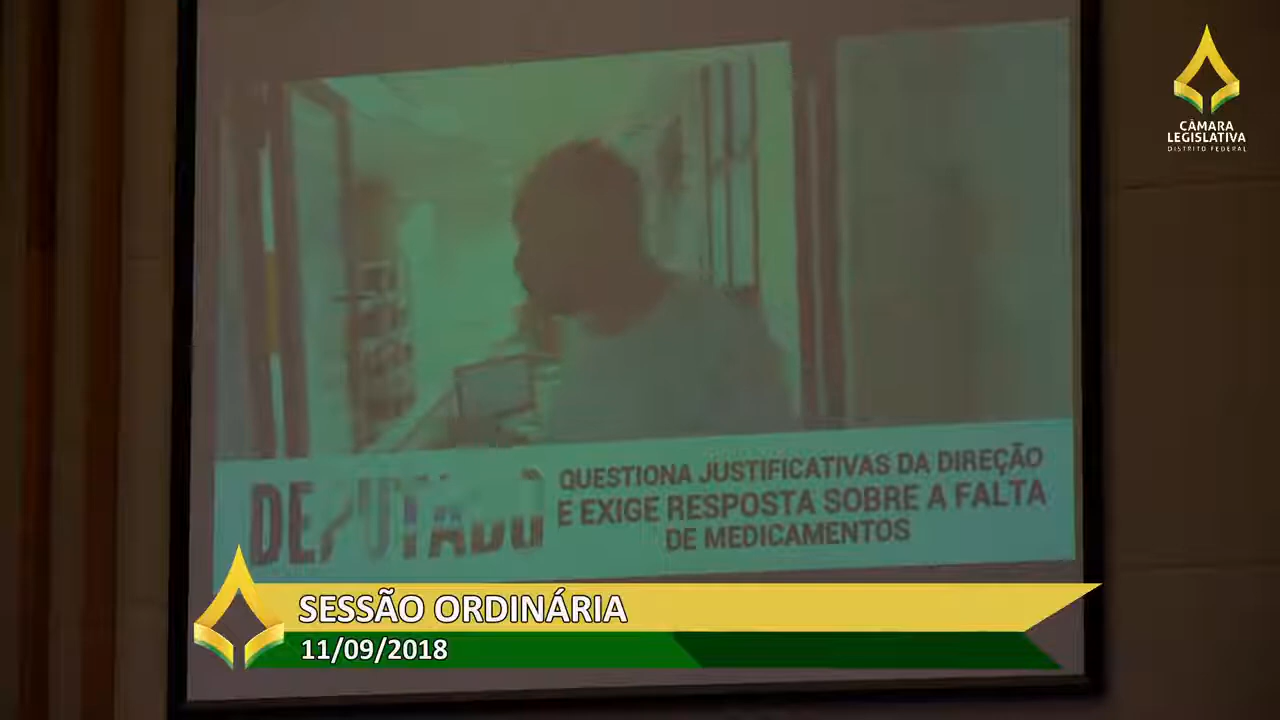 CÂMARA
LEGISLATIVA
DISTRITO FEDERAL
DEPUTADO
QUESTIONA JUSTIFICATIVAS DA DIREÇÃO
E EXIGE RESPOSTA SOBRE A FALTA
DE MEDICAMENTOS
SESSÃO ORDINÁRIA
11/09/2018